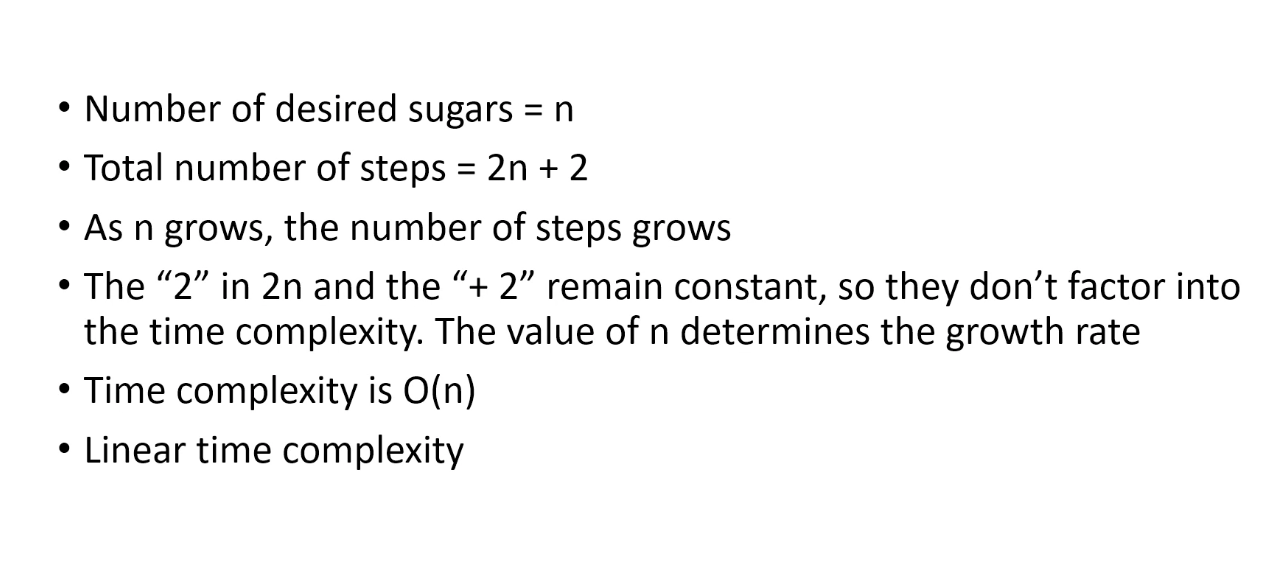 • Number of desired sugars = n
• Total number of steps = 2n + 2
• As n grows, the number of steps grows
• The “2” in 2n and the “+ 2” remain constant, so they don’t factor into
the time complexity. The value of n determines the growth rate
• Time complexity is O(n)
• Linear time complexity